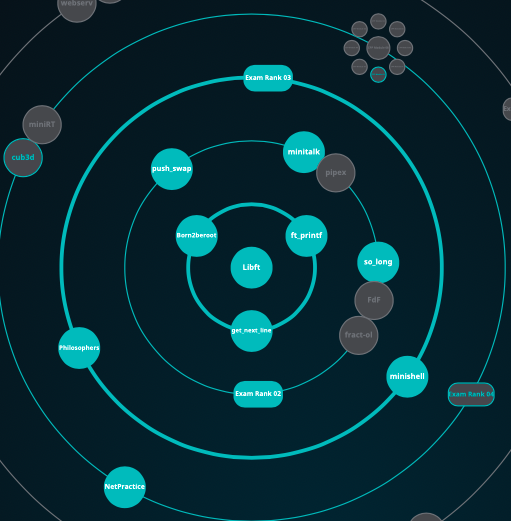 webserv
Exam Rank 03
miniRT
cub3d
push_swap
minitalk
pipex
Born2beroot
ft_printf
Libft
so_long
FdF
get_next_line
fract-ol
Philosophers
minishell
Exam Rank 02
Exam Rank 04
NetPractice